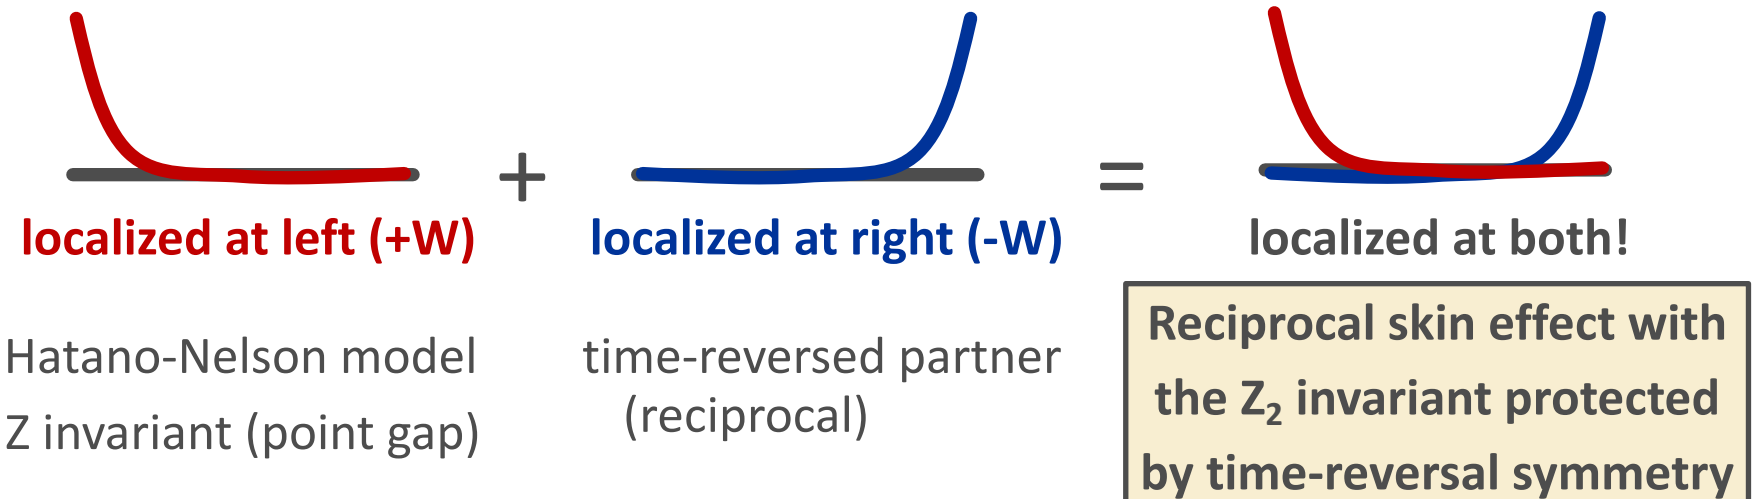 +
=
localized at left (+W)
localized at right (-W)
localized at both!
Hatano-Nelson model
Z invariant (point gap)
time-reversed partner
(reciprocal)
Reciprocal skin effect with
the Z₂ invariant protected
by time-reversal symmetry